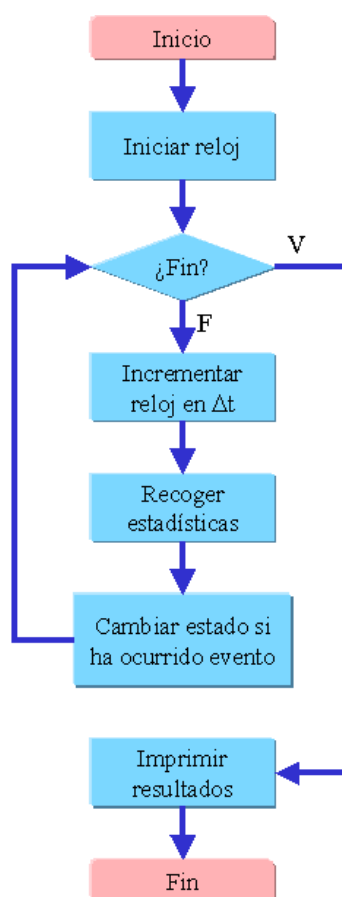 Inicio
Iniciar reloj
¿Fin?
V
F
Incrementar
reloj en Δt
Recoger
estadísticas
Cambiar estado si
ha ocurrido evento
Imprimir
resultados
Fin